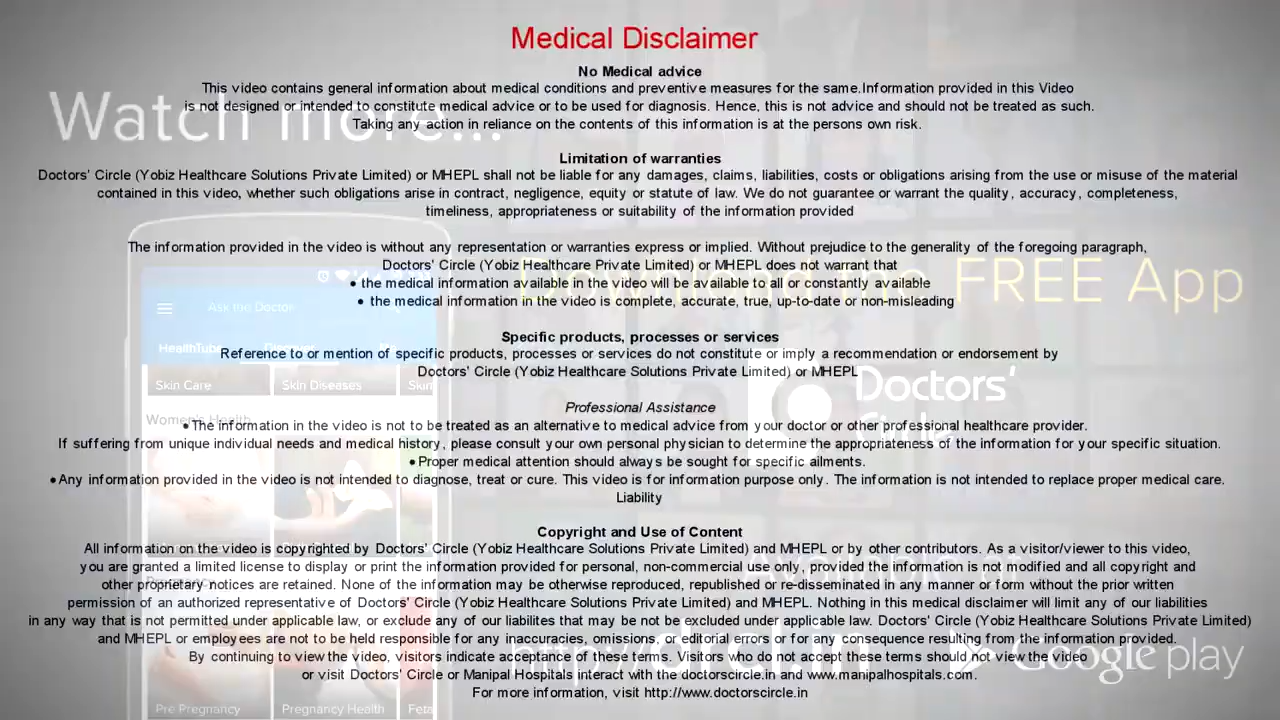 Medical Disclaimer
No Medical advice
This video contains general information about medical conditions and preventive measures for the same.Information provided in this Video
is not designed or intended to constitute medical advice or to be used for diagnosis. Hence, this is not advice and should not be treated as such.
Taking any action in reliance on the contents of this information is at the persons own risk.
Watch more...
Limitation of warranties
Doctors' Circle (Yobiz Healthcare Solutions Private Limited) or MHEPL shall not be liable for any damages, claims, liabilities, costs or obligations arising from the use or misuse of the material
contained in this video, whether such obligations arise in contract, negligence, equity or statute of law. We do not guarantee or warrant the quality, accuracy, completeness,
timeliness, appropriateness or suitability of the information provided
The information provided in the video is without any representation or warranties express or implied. Without prejudice to the generality of the foregoing paragraph,
Doctors' Circle (Yobiz Healthcare Private Limited) or MHEPL does not warrant that
• the medical information available in the video will be available to all or constantly available
• the medical information in the video is complete, accurate, true, up-to-date or non-misleading
Download the FREE App
Ask the Doctor
HealthTube Discover
Specific products, processes or services
Reference to or mention of specific products, processes or services do not constitute or imply a recommendation or endorsement by
Doctors' Circle (Yobiz Healthcare Solutions Private Limited) or MHEPL
Skin Care
Skin Diseases
Skin
Doctors'
Circle
Professional Assistance
Women's Health
• The information in the video is not to be treated as an alternative to medical advice from your doctor or other professional healthcare provider.
If suffering from unique individual needs and medical history, please consult your own personal physician to determine the appropriateness of the information for your specific situation.
• Proper medical attention should always be sought for specific ailments.
• Any information provided in the video is not intended to diagnose, treat or cure. This video is for information purpose only. The information is not intended to replace proper medical care.
Liability
Copyright and Use of Content
All information on the video is copyrighted by Doctors' Circle (Yobiz Healthcare Solutions Private Limited) and MHEPL or by other contributors. As a visitor/viewer to this video,
you are granted a limited license to display or print the information provided for personal, non-commercial use only, provided the information is not modified and all copyright and
other proprietary notices are retained. None of the information may be otherwise reproduced, republished or re-disseminated in any manner or form without the prior written
permission of an authorized representative of Doctors' Circle (Yobiz Healthcare Solutions Private Limited) and MHEPL. Nothing in this medical disclaimer will limit any of our liabilities
in any way that is not permitted under applicable law, or exclude any of our liabilites that may be not be excluded under applicable law. Doctors' Circle (Yobiz Healthcare Solutions Private Limited)
and MHEPL or employees are not to be held responsible for any inaccuracies, omissions, or editorial errors or for any consequence resulting from the information provided.
By continuing to view the video, visitors indicate acceptance of these terms. Visitors who do not accept these terms should not view the video
or visit Doctors' Circle or Manipal Hospitals interact with the doctorscircle.in and www.manipalhospitals.com.
For more information, visit http://www.doctorscircle.in
Available on
Pregnancy
http://drcl.in
Google play
Pre Pregnancy
Pregnancy Health
Feta